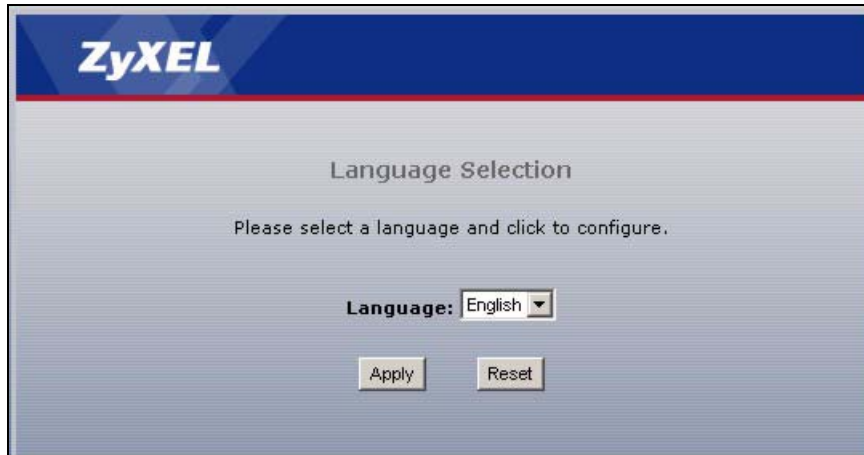 ZyXEL
Language Selection
Please select a language and click to configure.
Language: English
Apply Reset